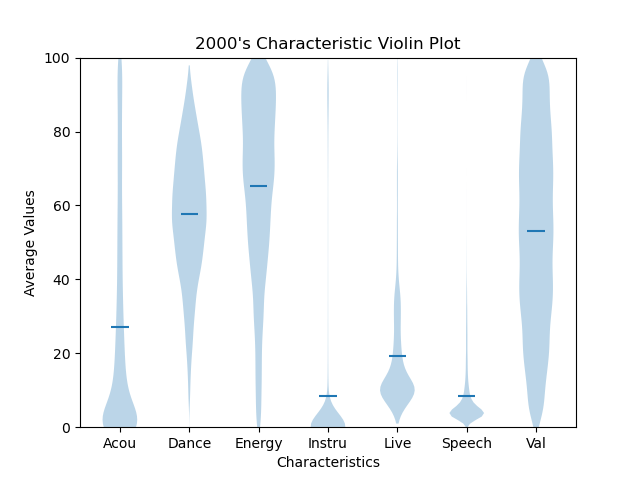 2000's Characteristic Violin Plot
100
80
60
40
20
0
Average Values
Acou Dance Energy Instru Live Speech Val
Characteristics